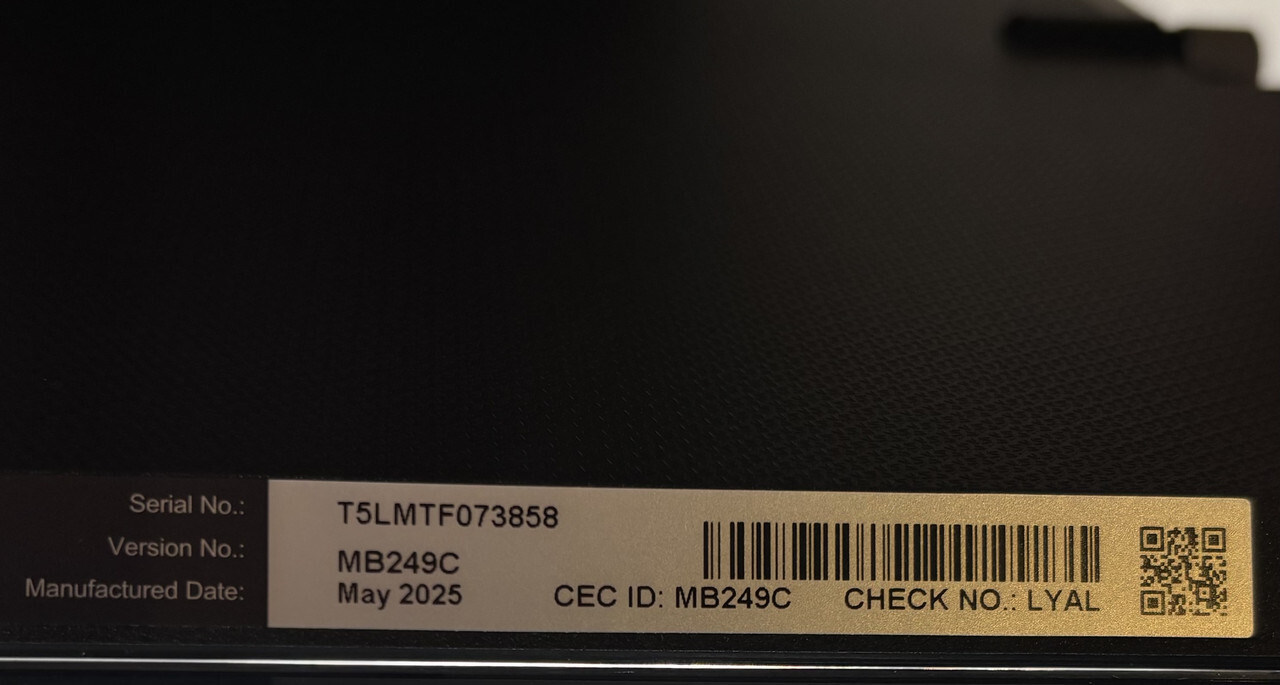 Serial No.: T5LMTF073858
Version No.: MB249C
Manufactured Date: May 2025 CEC ID: MB249C CHECK NO.: LYAL